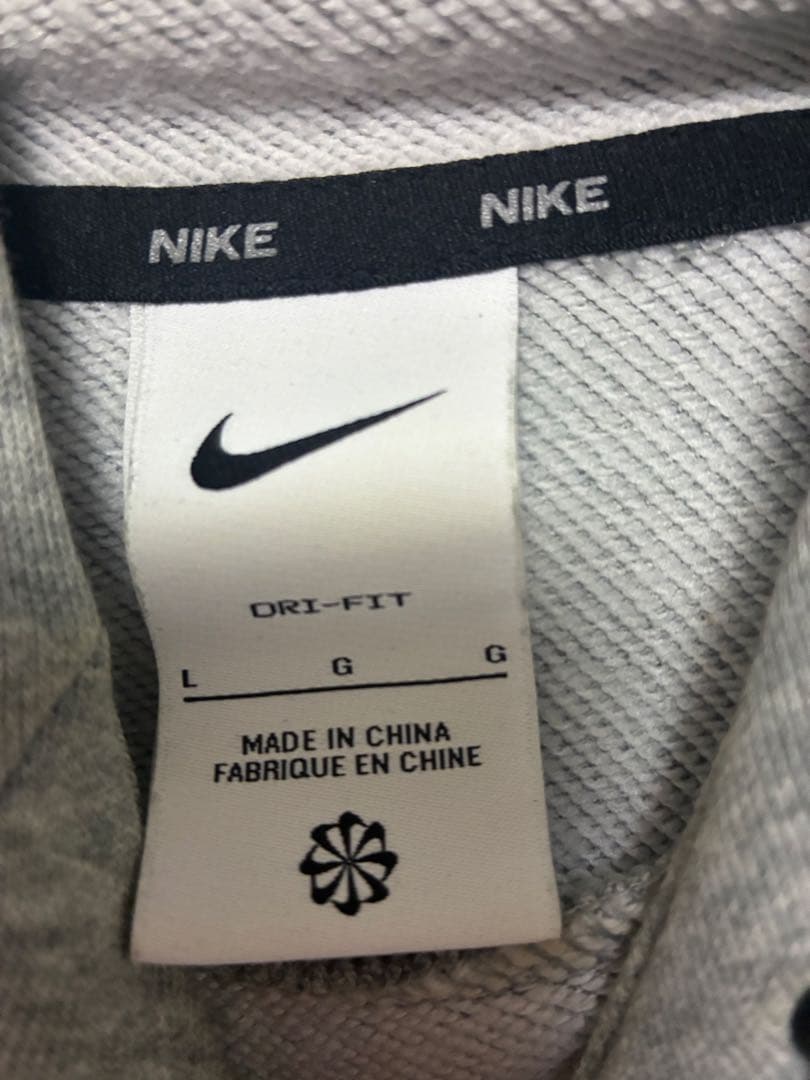 NIKE NIKE
DRI-FIT
L G G
MADE IN CHINA
FABRIQUE EN CHINE